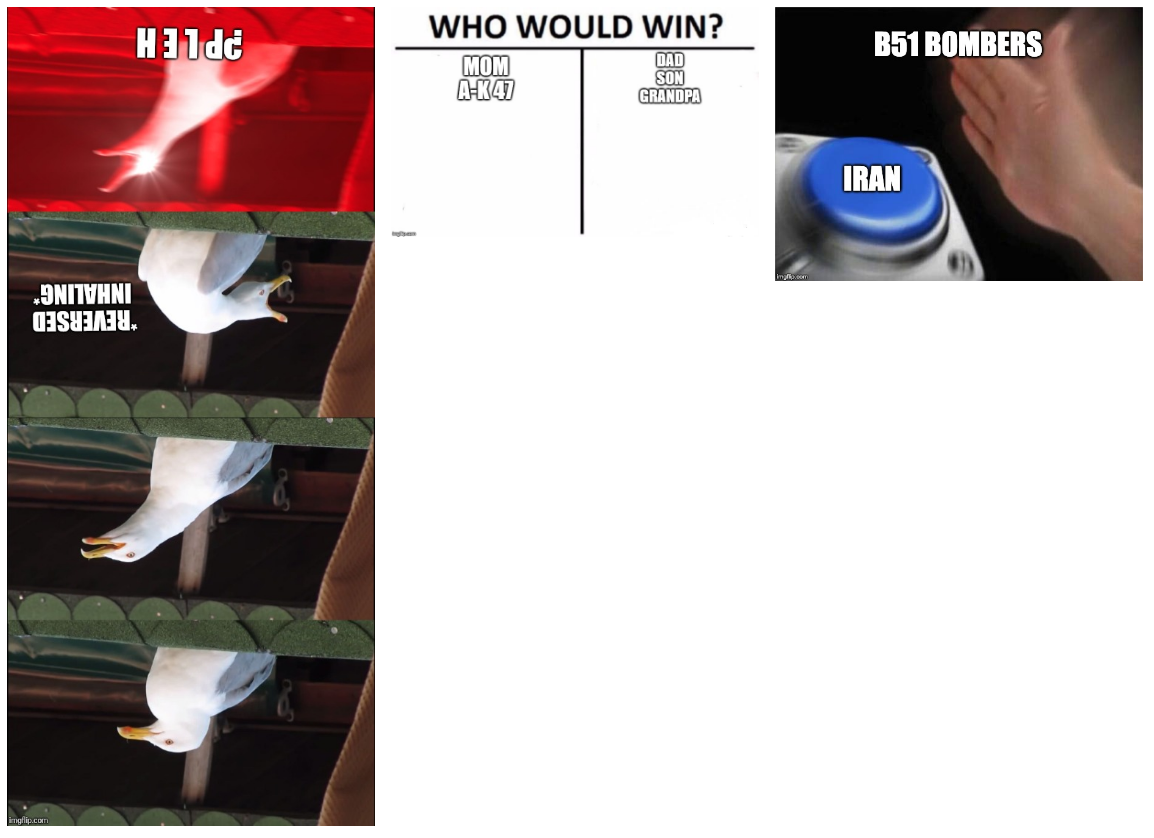 *REVERSED
INHALING*
imgflip.com
WHO WOULD WIN?
MOM
A-K 47
DAD
SON
GRANDPA
imgflip.com
B51 BOMBERS
IRAN
imgflip.com